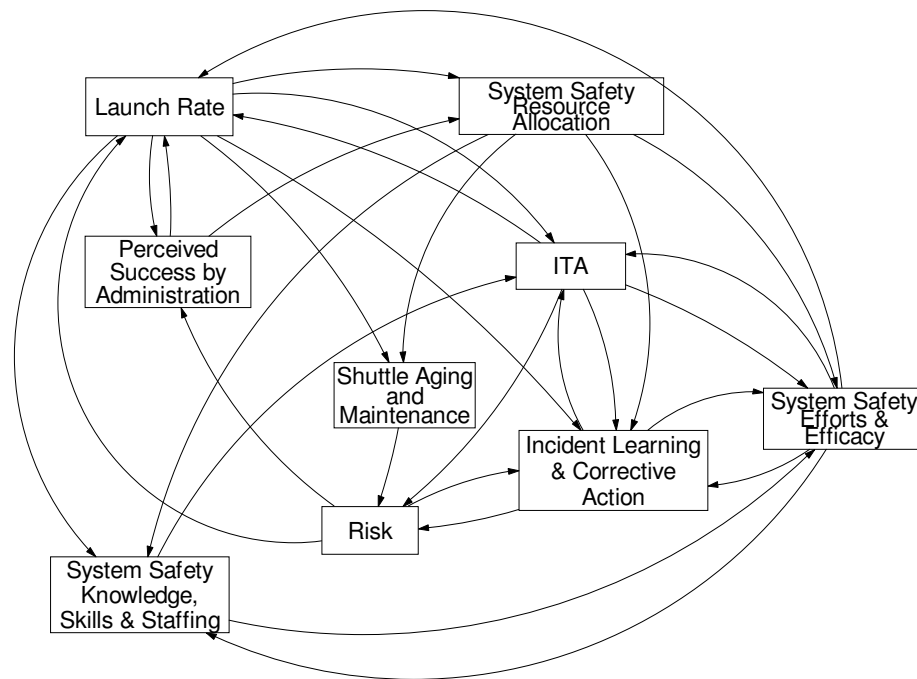 Launch Rate
System Safety
Resource
Allocation
Perceived
Success by
Administration
ITA
Shuttle Aging
and
Maintenance
System Safety
Efforts &
Efficacy
Incident Learning
& Corrective
Action
Risk
System Safety
Knowledge,
Skills & Staffing